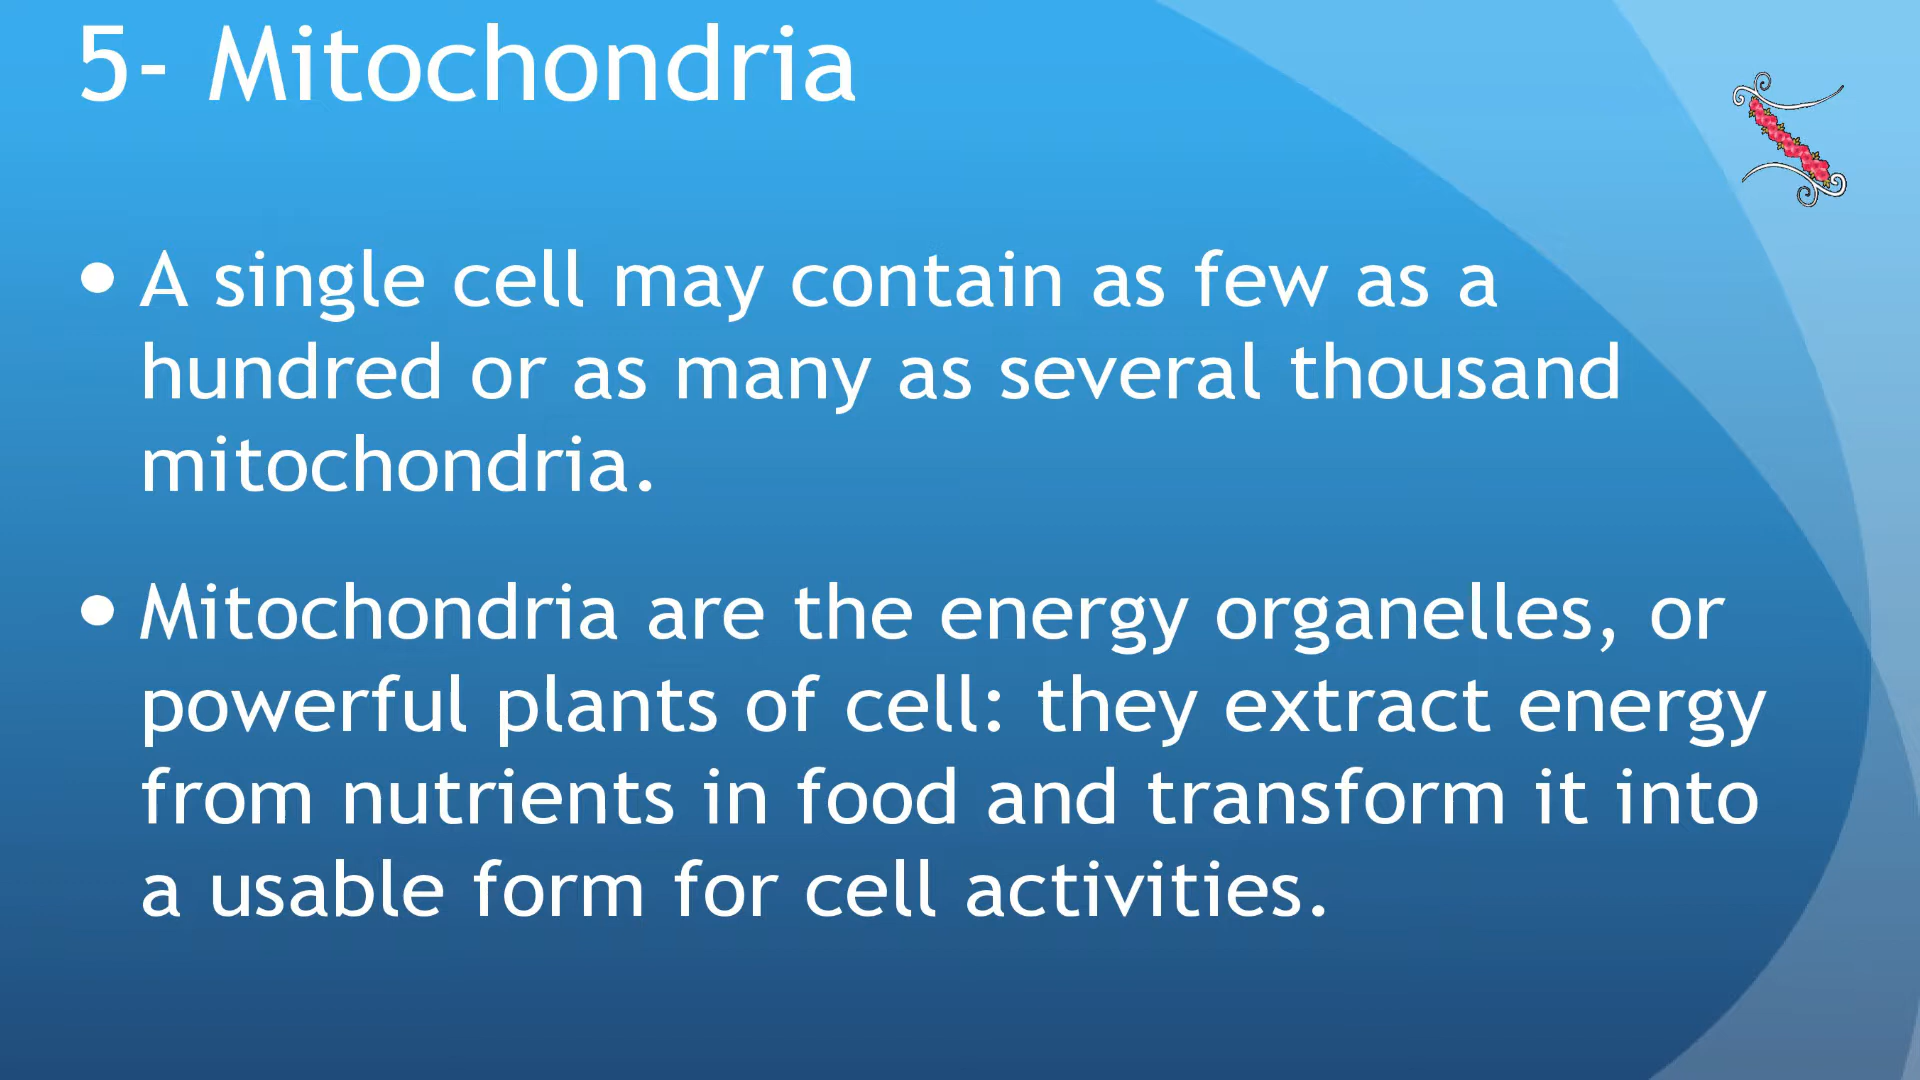 5- Mitochondria
• A single cell may contain as few as a
hundred or as many as several thousand
mitochondria.
• Mitochondria are the energy organelles, or
powerful plants of cell: they extract energy
from nutrients in food and transform it into
a usable form for cell activities.